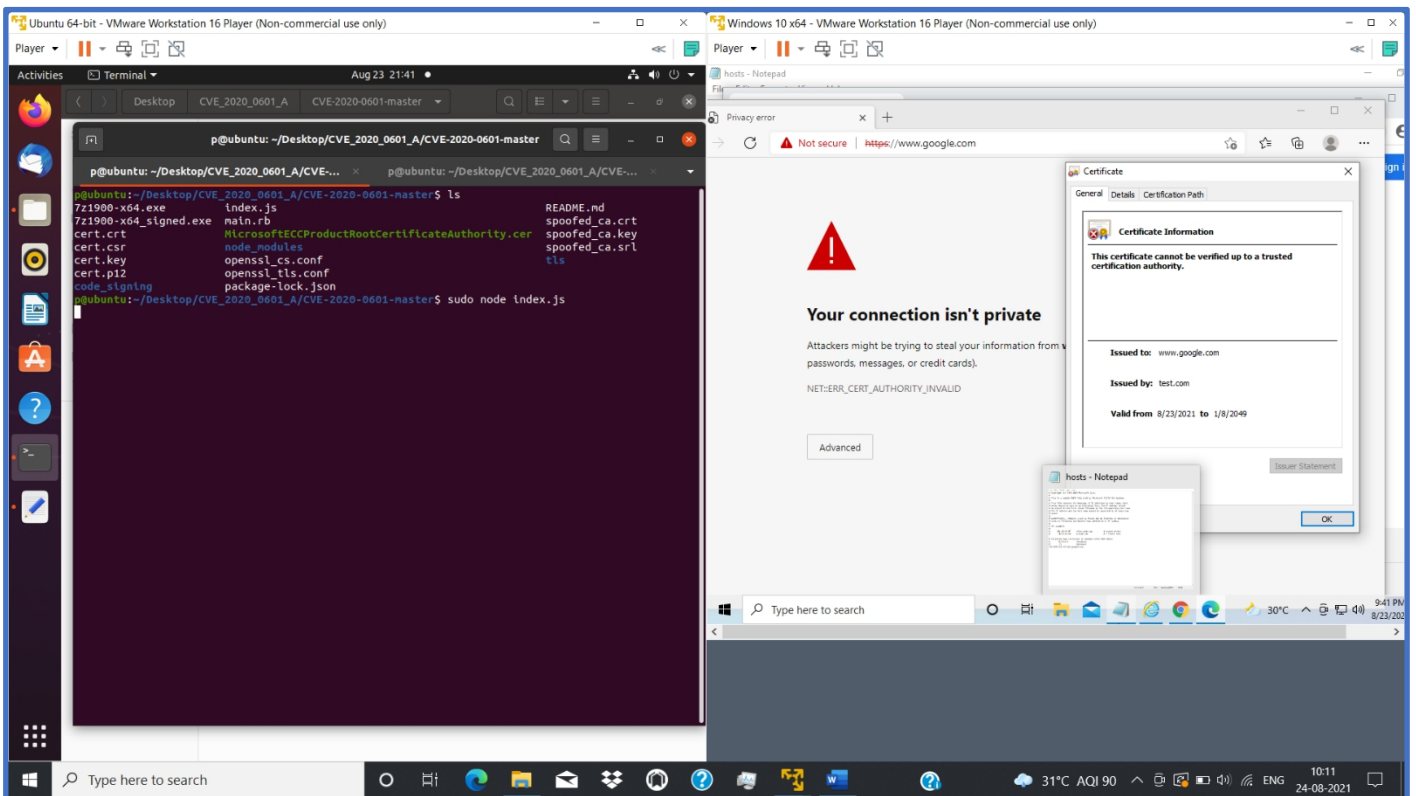 Ubuntu 64-bit - VMware Workstation 16 Player (Non-commercial use only)
Player
Activities
Terminal
Aug 23 21:41
Desktop
CVE_2020_0601_A
CVE-2020-0601-master
p@ubuntu: ~/Desktop/CVE_2020_0601_A/CVE-2020-0601-master
p@ubuntu: ~/Desktop/CVE_2020_0601_A/CVE-...
p@ubuntu: ~/Desktop/CVE_2020_0601_A/CVE-...
p@ubuntu:~/Desktop/CVE_2020_0601_A/CVE-2020-0601-master$ ls
7z1900-x64.exe index.js README.md
7z1900-x64_signed.exe main.rb spoofed_ca.crt
cert.crt MicrosoftECCProductRootCertificateAuthority.cer spoofed_ca.key
cert.csr node_modules spoofed_ca.srl
cert.key openssl_cs.conf tls
cert.p12 openssl_tls.conf
code_signing package-lock.json
p@ubuntu:~/Desktop/CVE_2020_0601_A/CVE-2020-0601-master$ sudo node index.js
Windows 10 x64 - VMware Workstation 16 Player (Non-commercial use only)
Player
hosts - Notepad
Privacy error
Not secure https://www.google.com
Your connection isn't private
Attackers might be trying to steal your information from
passwords, messages, or credit cards).
NET::ERR_CERT_AUTHORITY_INVALID
Advanced
Certificate
General Details Certification Path
Certificate Information
This certificate cannot be verified up to a trusted
certification authority.
Issued to: www.google.com
Issued by: test.com
Valid from 8/23/2021 to 1/8/2049
Issuer Statement
OK
hosts - Notepad
Type here to search
30°C
9:41 PM
Type here to search
31°C AQI 90
ENG
10:11
24-08-2021